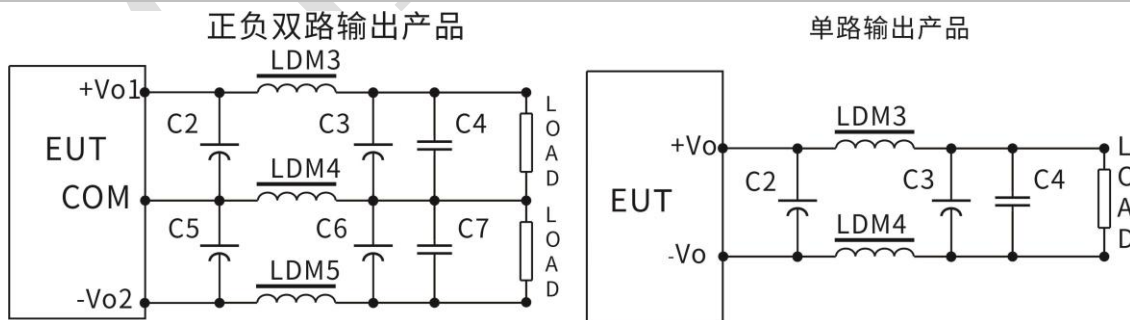 正负双路输出产品
LDM3
+Vo1
C2
C3
C4
LOAD
EUT
LDM4
COM
C5
C6
C7
LOAD
LDM5
-Vo2
单路输出产品
LDM3
+Vo
C2
C3
C4
LOAD
EUT
LDM4
-Vo